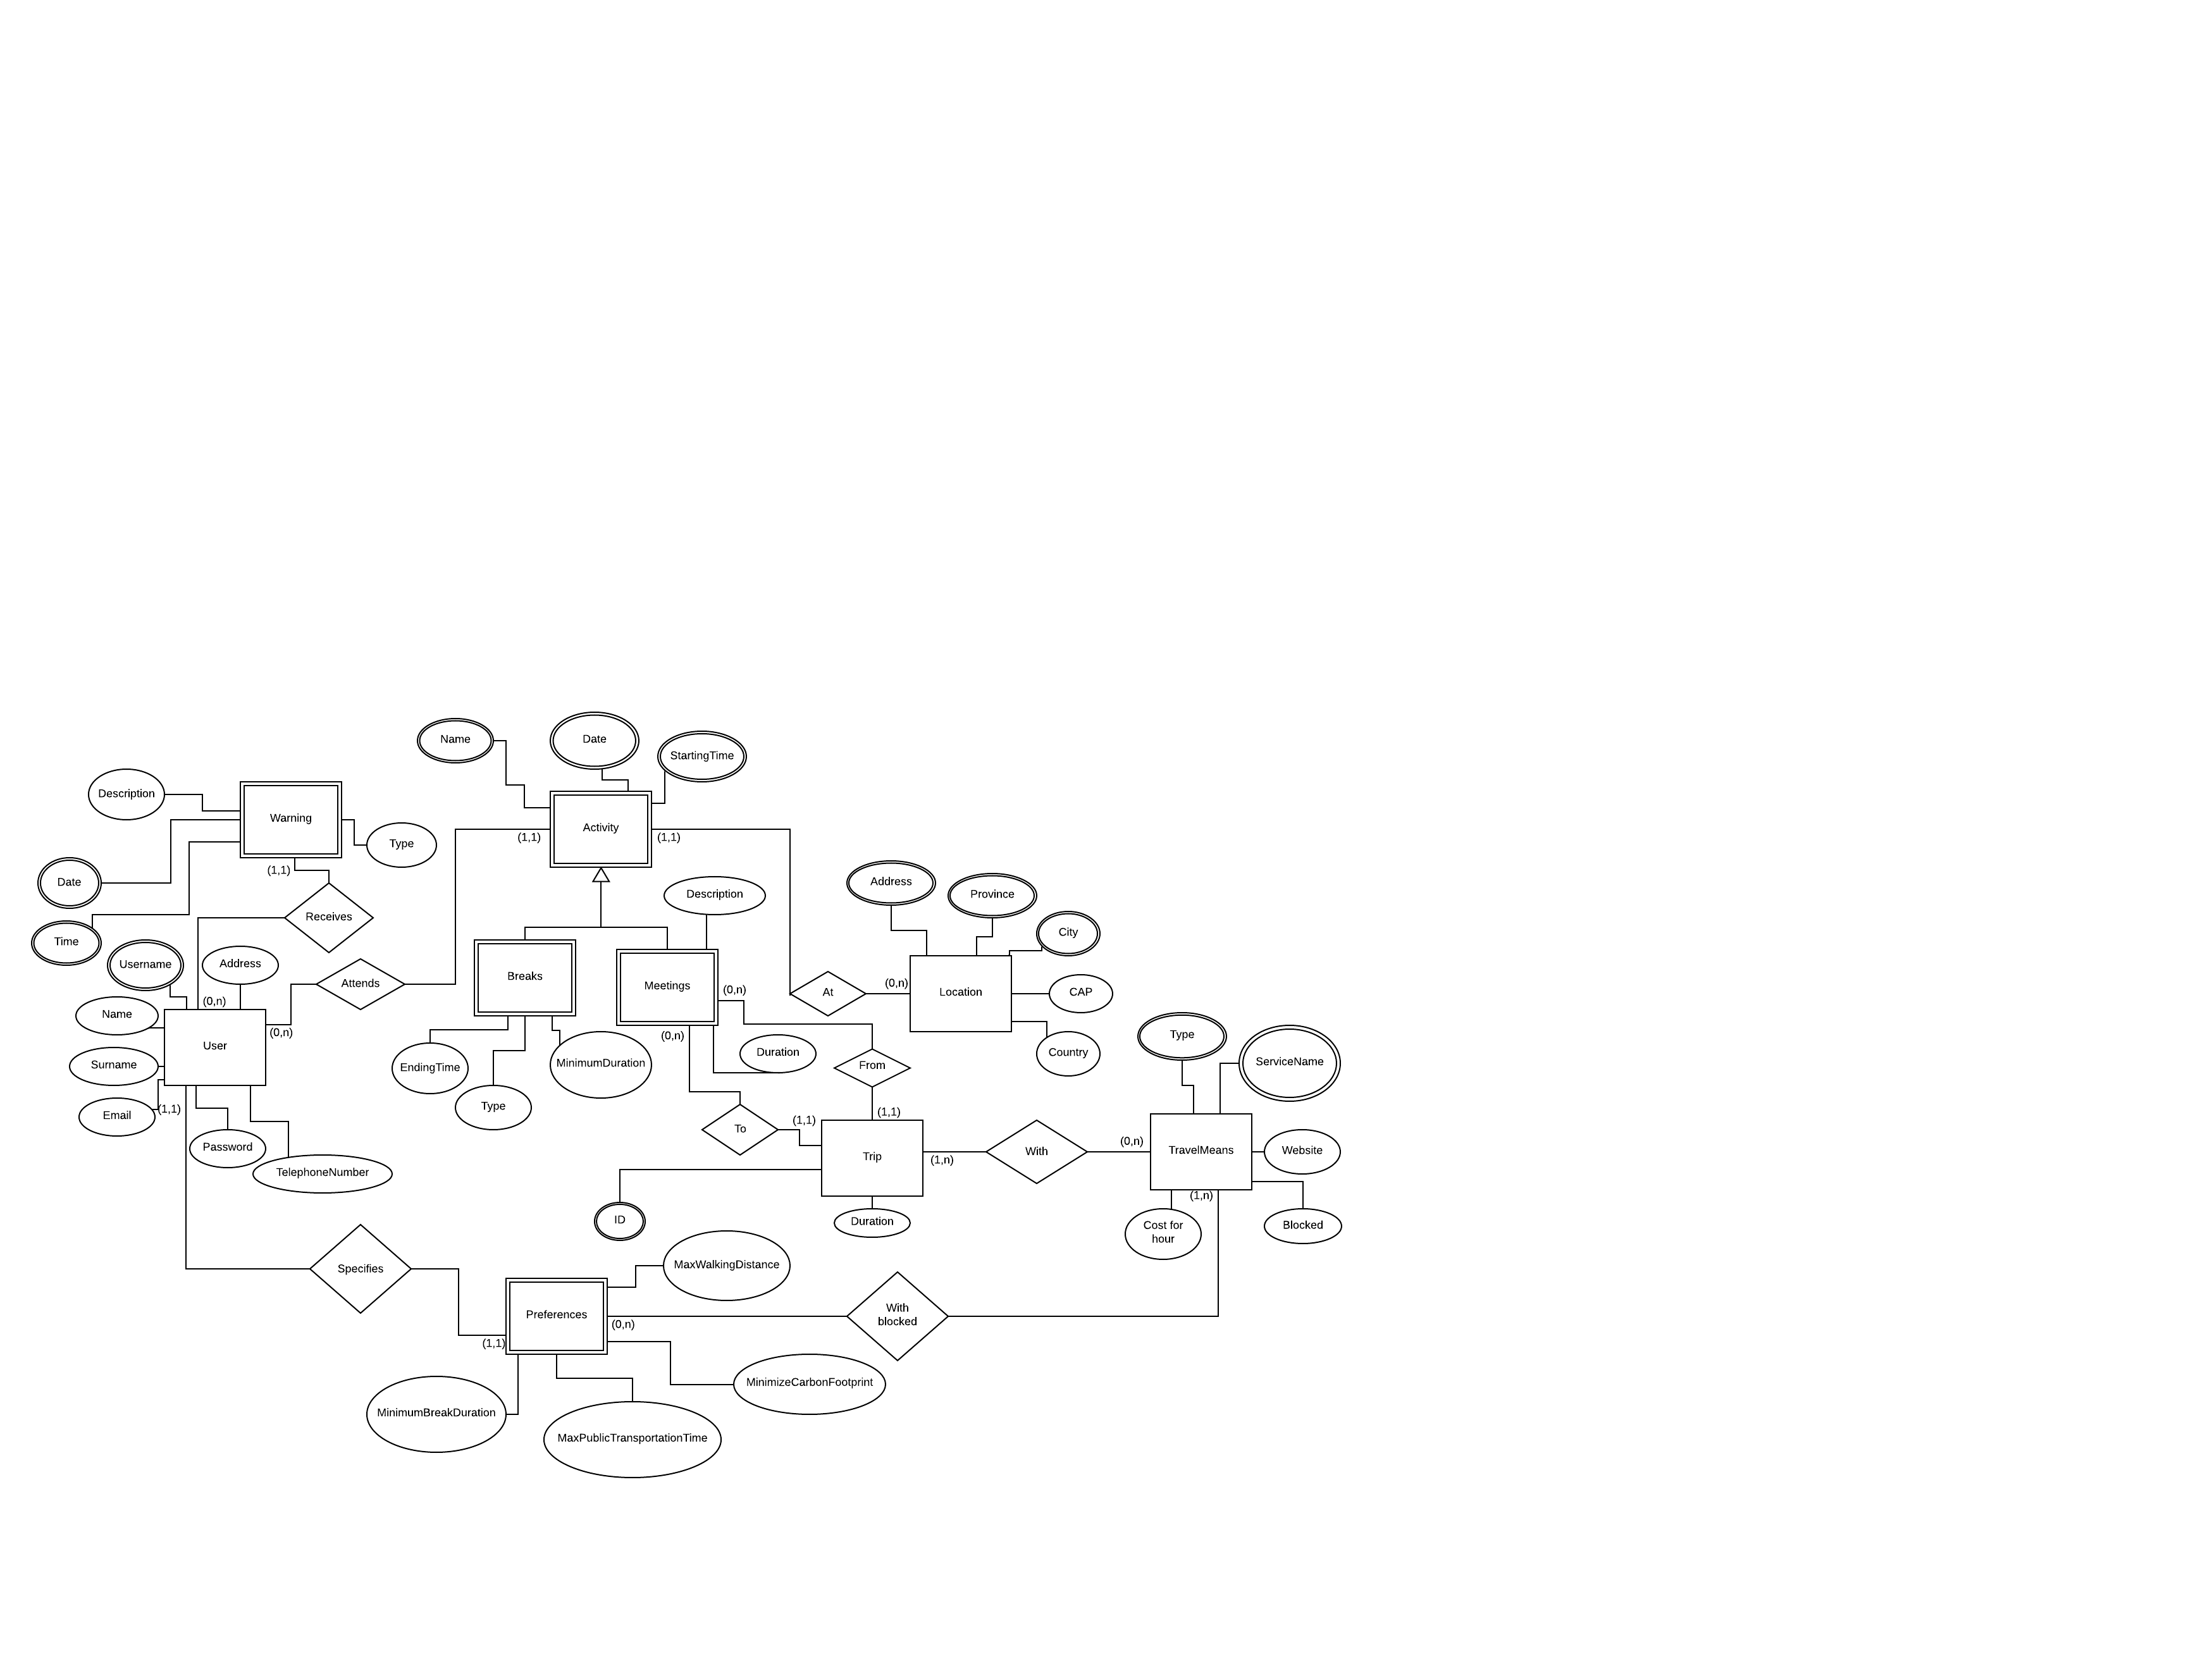 Name
Date
StartingTime
Description
Warning
Type
Activity
(1,1)
(1,1)
Date
(1,1)
Receives
Time
Description
Address
Province
City
Username
Address
Attends
Breaks
Meetings
(0,n)
(0,n)
At
(0,n)
Location
CAP
Name
(0,n)
(0,n)
User
Surname
Email
(1,1)
Password
TelephoneNumber
EndingTime
Type
MinimumDuration
(0,n)
Duration
From
Country
Type
ServiceName
To
(1,1)
(1,1)
Trip
(1,n)
With
(0,n)
TravelMeans
Website
(1,n)
ID
Duration
Cost for
hour
Blocked
Specifies
MaxWalkingDistance
Preferences
(0,n)
(1,1)
With
blocked
MinimizeCarbonFootprint
MinimumBreakDuration
MaxPublicTransportationTime